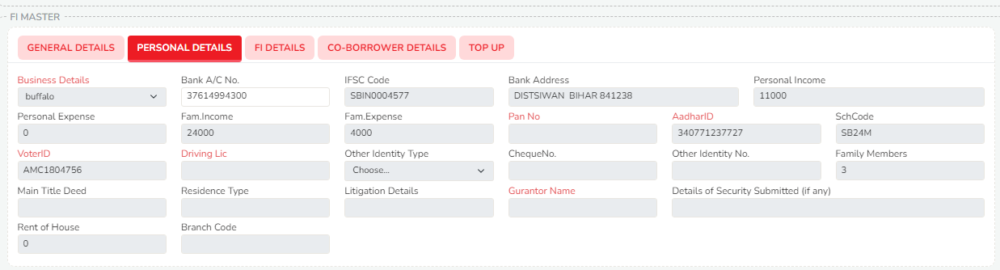 FI MASTER
GENERAL DETAILS PERSONAL DETAILS FI DETAILS CO-BORROWER DETAILS TOP UP
Business Details Bank A/C No. IFSC Code Bank Address Personal Income
buffalo 37614994300 SBIN0004577 DISTSIWAN BIHAR 841238 11000
Personal Expense Fam.Income Fam.Expense Pan No AadharID SchCode
0 24000 4000 340771237727 SB24M
VoterID Driving Lic Other Identity Type ChequeNo. Other Identity No. Family Members
AMC1804756 Choose... 3
Main Title Deed Residence Type Litigation Details Gurantor Name Details of Security Submitted (if any)
Rent of House Branch Code
0